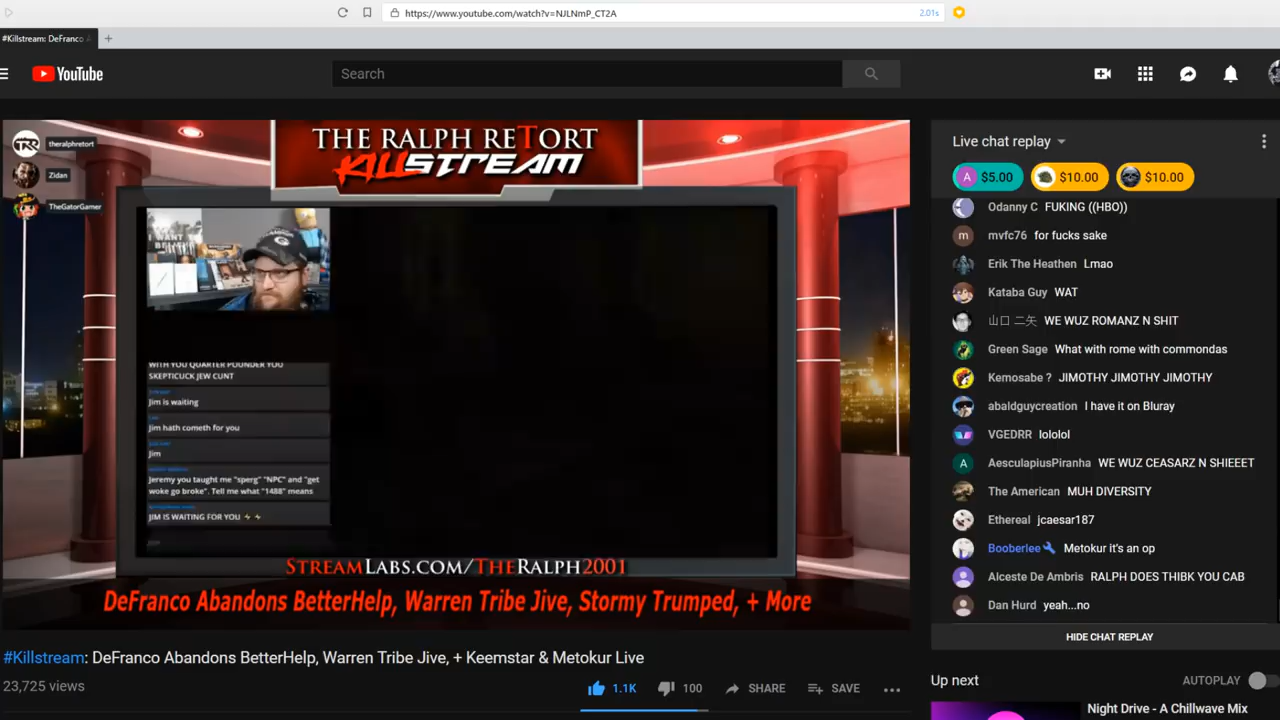 https://www.youtube.com/watch?v=NJLNmP_CT2A
2.01s
#Killstream: DeFranco
YouTube
Search
theralphretort
Zidan
TheGatorGamer
THE RALPH RETORT
KILLSTREAM
WITH YOU QUARTER POUNDER YOU
SKEPTICUCK JEW CUNT
Jim is waiting
Jim hath cometh for you
Jim
Jeremy you taught me "sperg" "NPC" and "get
woke go broke". Tell me what "1488" means
JIM IS WAITING FOR YOU ⚡ ⚡
STREAMLABS.COM/THERALPH2001
DeFranco Abandons BetterHelp, Warren Tribe Jive, Stormy Trumped, + More
#Killstream: DeFranco Abandons BetterHelp, Warren Tribe Jive, + Keemstar & Metokur Live
23,725 views
1.1K
100
SHARE
SAVE
Live chat replay
A $5.00
$10.00
$10.00
Odanny C FUKING ((HBO))
m mvfc76 for fucks sake
Erik The Heathen Lmao
Kataba Guy WAT
山口 二矢 WE WUZ ROMANZ N SHIT
Green Sage What with rome with commondas
Kemosabe ? JIMOTHY JIMOTHY JIMOTHY
abaldguycreation I have it on Bluray
VGEDRR lololol
A AesculapiusPiranha WE WUZ CEASARZ N SHIEEET
The American MUH DIVERSITY
Ethereal jcaesar187
Booberlee Metokur it's an op
Alceste De Ambris RALPH DOES THIBK YOU CAB
Dan Hurd yeah...no
HIDE CHAT REPLAY
Up next
AUTOPLAY
Night Drive - A Chillwave Mix